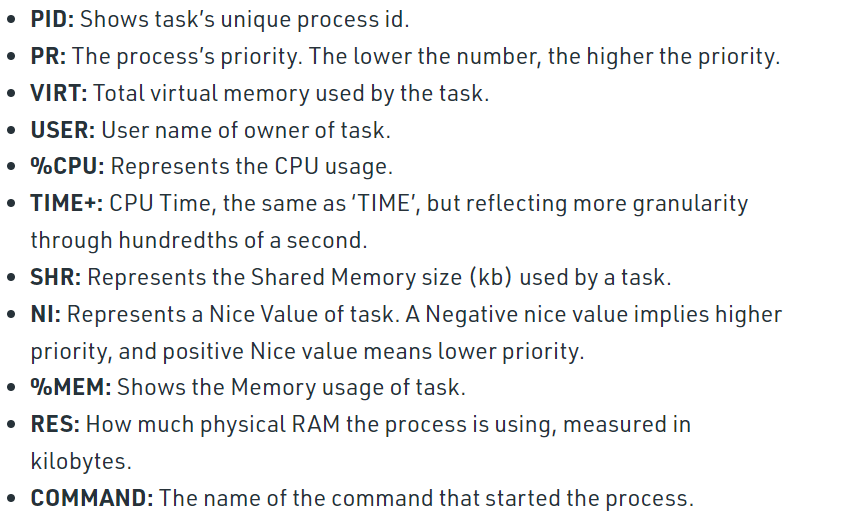 • PID: Shows task’s unique process id.
• PR: The process’s priority. The lower the number, the higher the priority.
• VIRT: Total virtual memory used by the task.
• USER: User name of owner of task.
• %CPU: Represents the CPU usage.
• TIME+: CPU Time, the same as ‘TIME’, but reflecting more granularity
through hundredths of a second.
• SHR: Represents the Shared Memory size (kb) used by a task.
• NI: Represents a Nice Value of task. A Negative nice value implies higher
priority, and positive Nice value means lower priority.
• %MEM: Shows the Memory usage of task.
• RES: How much physical RAM the process is using, measured in
kilobytes.
• COMMAND: The name of the command that started the process.